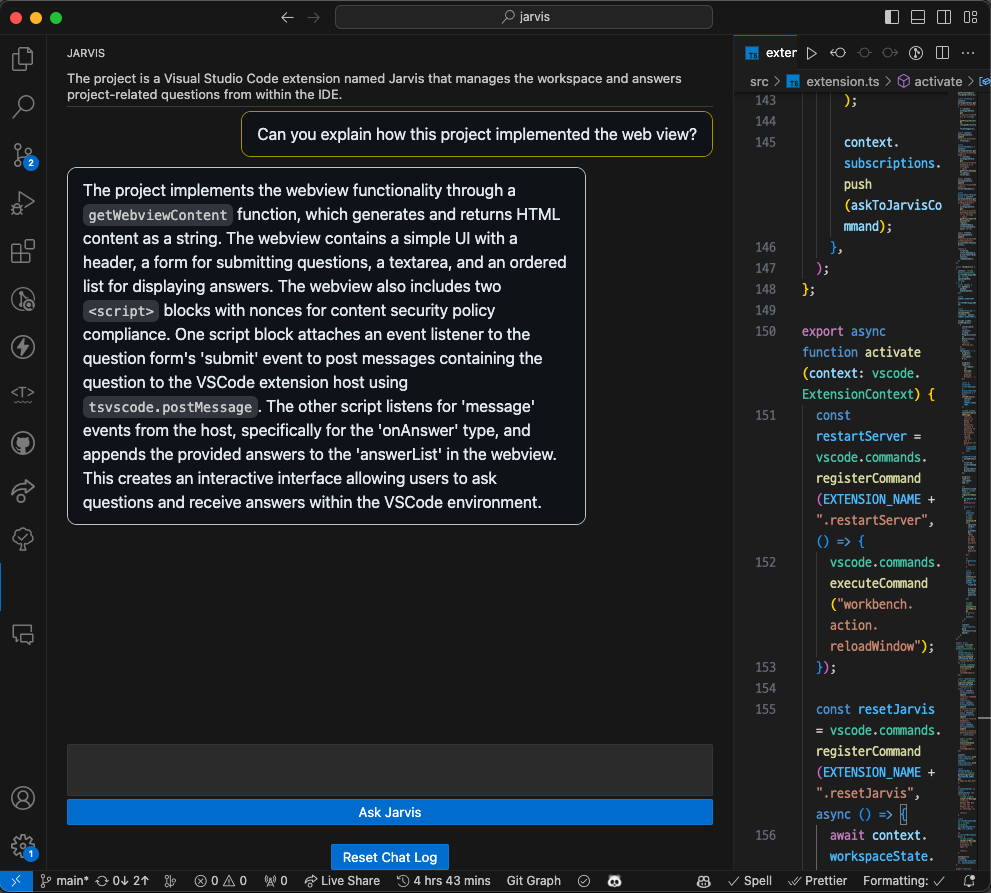 jarvis
JARVIS
The project is a Visual Studio Code extension named Jarvis that manages the workspace and answers
project-related questions from within the IDE.
Can you explain how this project implemented the web view?
The project implements the webview functionality through a
getWebviewContent function, which generates and returns HTML
content as a string. The webview contains a simple UI with a
header, a form for submitting questions, a textarea, and an ordered
list for displaying answers. The webview also includes two
<script> blocks with nonces for content security policy
compliance. One script block attaches an event listener to the
question form's 'submit' event to post messages containing the
question to the VSCode extension host using
tsvscode.postMessage. The other script listens for 'message'
events from the host, specifically for the 'onAnswer' type, and
appends the provided answers to the 'answerList' in the webview.
This creates an interactive interface allowing users to ask
questions and receive answers within the VSCode environment.
Ask Jarvis
Reset Chat Log
TS exter
src > TS extension.ts > activate >
143 );
144
145 context.
subscriptions.
push
(askToJarvisCo
mmand);
146 },
147 );
148 };
149
150 export async
function activate
(context: vscode.
ExtensionContext) {
151 const
restartServer =
vscode.commands.
registerCommand
(EXTENSION_NAME +
".restartServer",
() => {
152 vscode.commands.
executeCommand
("workbench.
action.
reloadWindow");
153 });
154
155 const resetJarvis
= vscode.commands.
registerCommand
(EXTENSION_NAME +
".resetJarvis",
async () => {
156 await context.
workspaceState.
2
<T>
1
main* 0↓ 2↑ 0 0 0 Live Share 4 hrs 43 mins Git Graph Spell Prettier Formatting: ✓